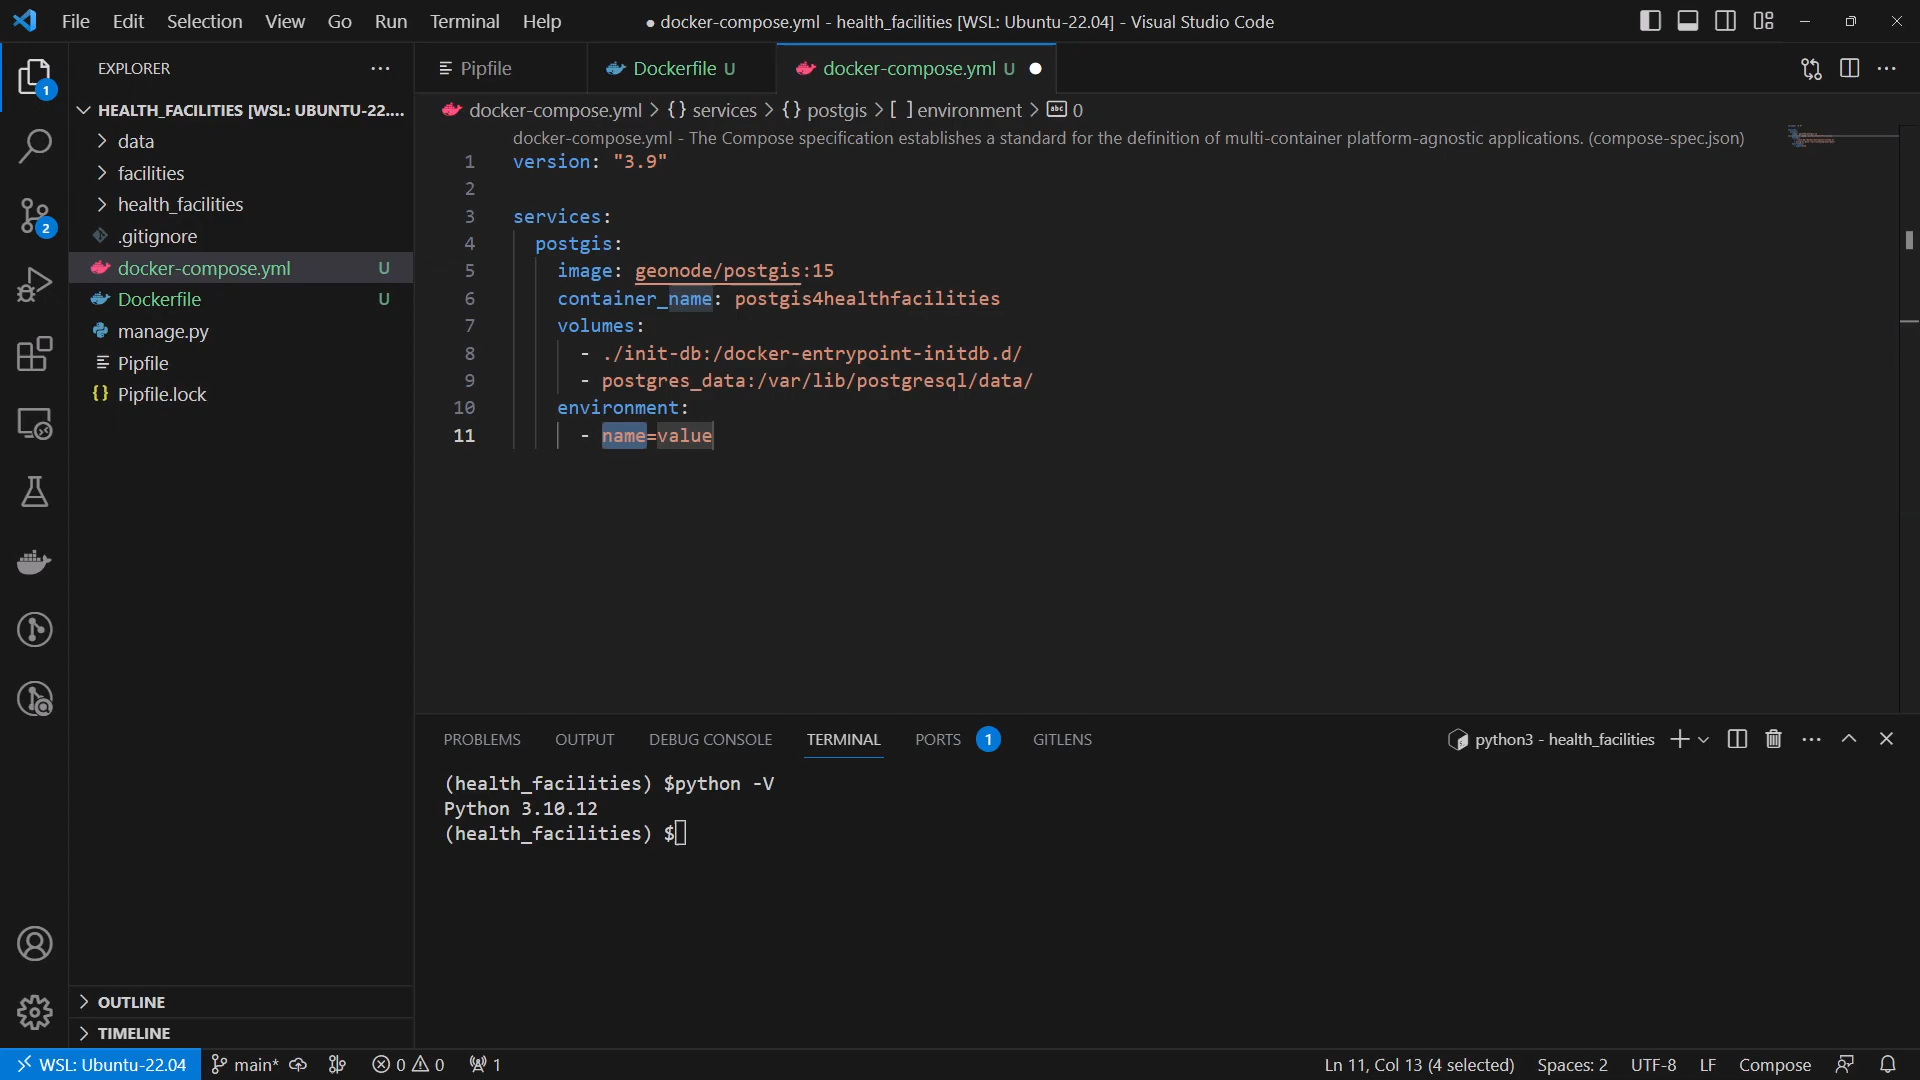 File Edit Selection View Go Run Terminal Help
● docker-compose.yml - health_facilities [WSL: Ubuntu-22.04] - Visual Studio Code
1
2
EXPLORER
HEALTH_FACILITIES [WSL: UBUNTU-22....
data
facilities
health_facilities
.gitignore
docker-compose.yml U
Dockerfile U
manage.py
Pipfile
{} Pipfile.lock
OUTLINE
TIMELINE
Pipfile
Dockerfile U
docker-compose.yml U
docker-compose.yml > {} services > {} postgis > [ ] environment > abc 0
docker-compose.yml - The Compose specification establishes a standard for the definition of multi-container platform-agnostic applications. (compose-spec.json)
1 version: "3.9"
2
3 services:
4 postgis:
5 image: geonode/postgis:15
6 container_name: postgis4healthfacilities
7 volumes:
8 - ./init-db:/docker-entrypoint-initdb.d/
9 - postgres_data:/var/lib/postgresql/data/
10 environment:
11 - name=value
PROBLEMS OUTPUT DEBUG CONSOLE TERMINAL PORTS 1 GITLENS
python3 - health_facilities
(health_facilities) $python -V
Python 3.10.12
(health_facilities) $
WSL: Ubuntu-22.04 main* 0 0 1
Ln 11, Col 13 (4 selected) Spaces: 2 UTF-8 LF Compose